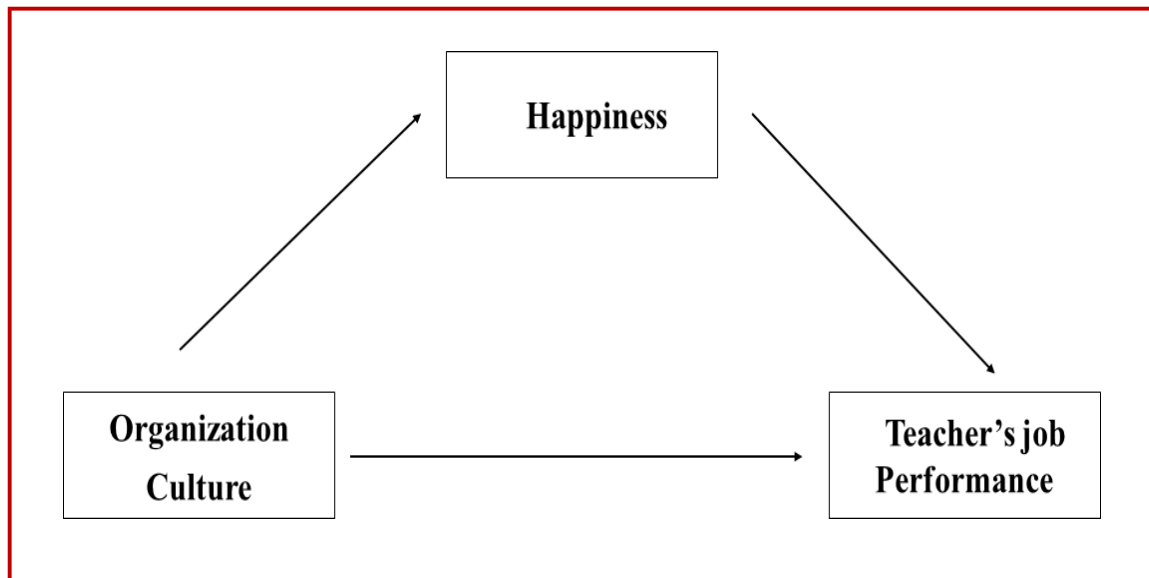 Happiness
Organization
Culture
Teacher’s job
Performance